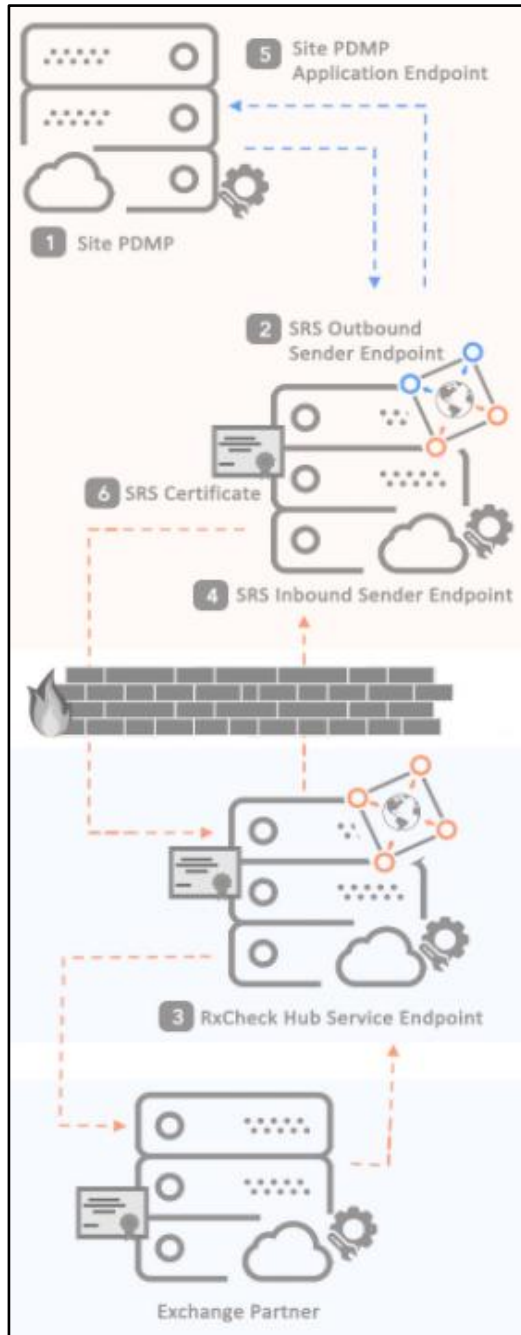 5 Site PDMP
Application Endpoint
1 Site PDMP
2 SRS Outbound
Sender Endpoint
6 SRS Certificate
4 SRS Inbound Sender Endpoint
3 RxCheck Hub Service Endpoint
Exchange Partner